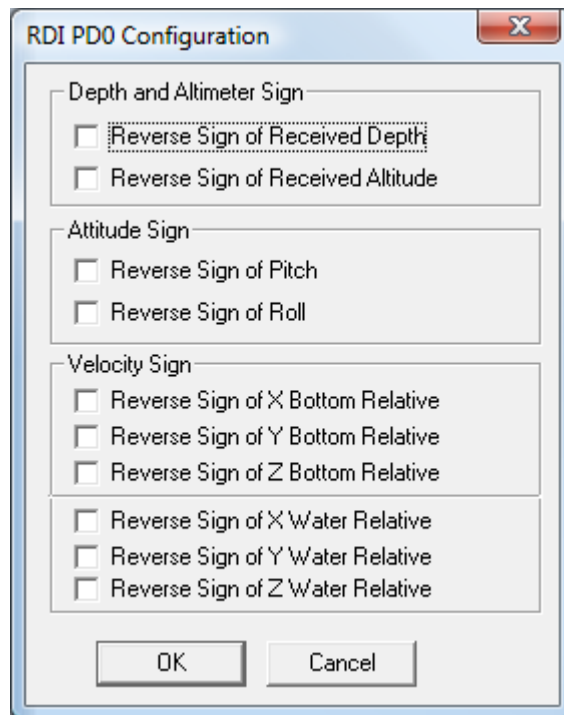 RDI PD0 Configuration
Depth and Altimeter Sign
Reverse Sign of Received Depth
Reverse Sign of Received Altitude
Attitude Sign
Reverse Sign of Pitch
Reverse Sign of Roll
Velocity Sign
Reverse Sign of X Bottom Relative
Reverse Sign of Y Bottom Relative
Reverse Sign of Z Bottom Relative
Reverse Sign of X Water Relative
Reverse Sign of Y Water Relative
Reverse Sign of Z Water Relative
OK Cancel